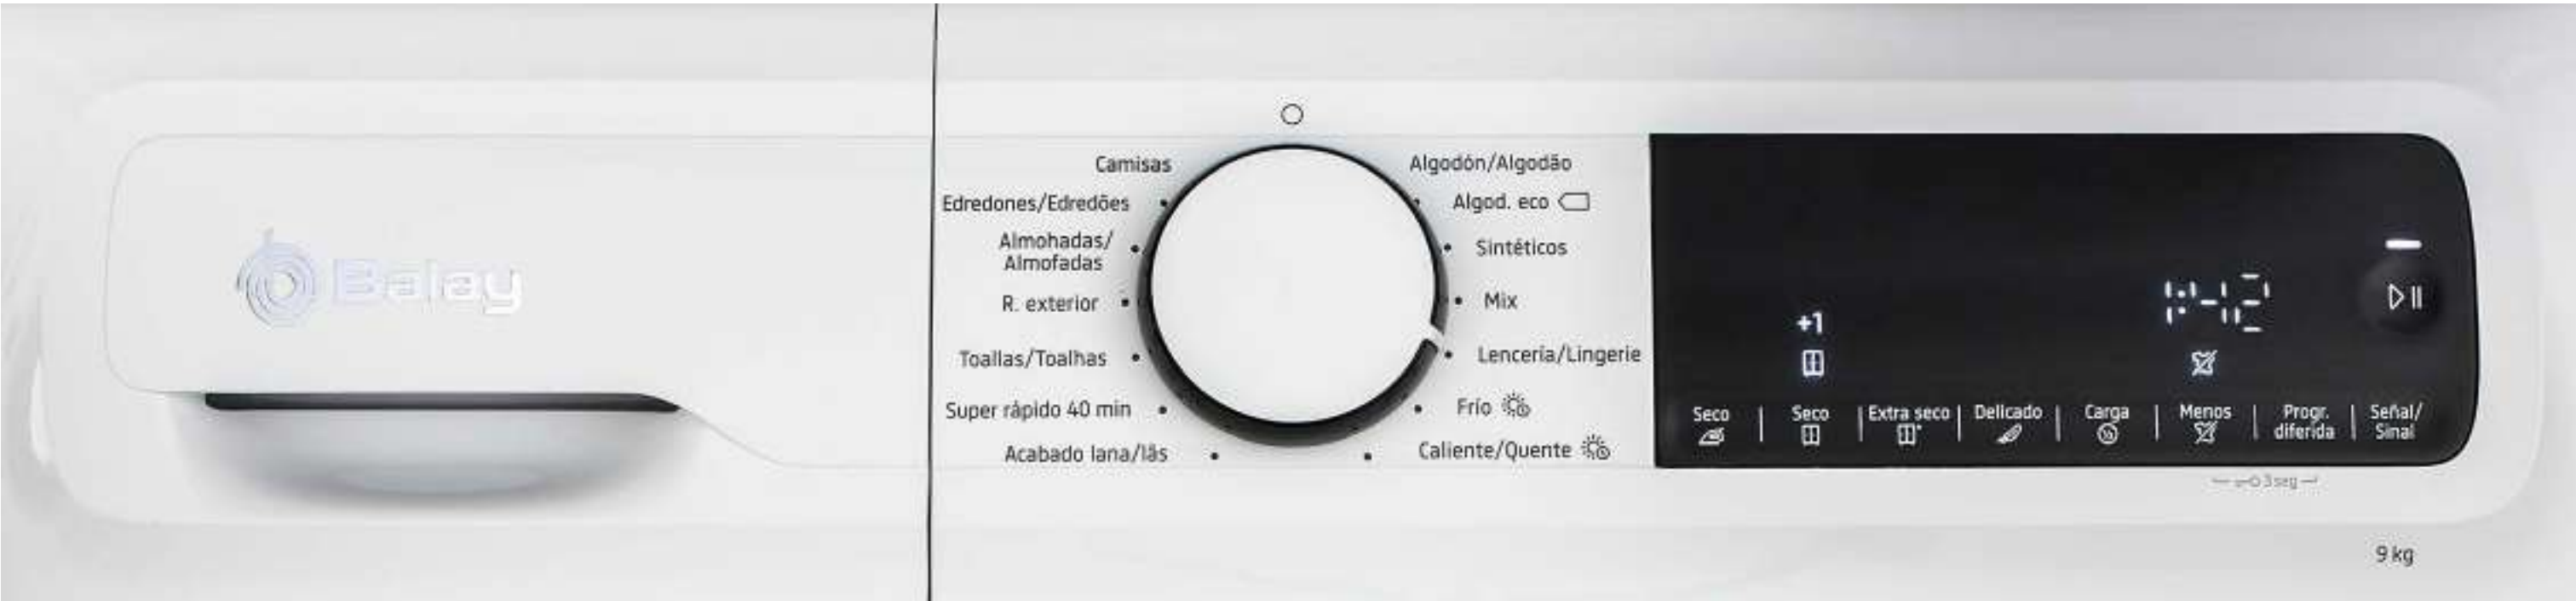 Balay
Camisas
Edredones/Edredões
Almohadas/
Almofadas
R. exterior
Toallas/Toalhas
Super rápido 40 min
Acabado lana/lãs
Algodón/Algodão
Algod. eco
Sintéticos
Mix
Lencería/Lingerie
Frío
Caliente/Quente
+1
Seco
Seco
Extra seco
Delicado
Carga
Menos
Progr.
diferida
Señal/
Sinal
3 seg
9 kg